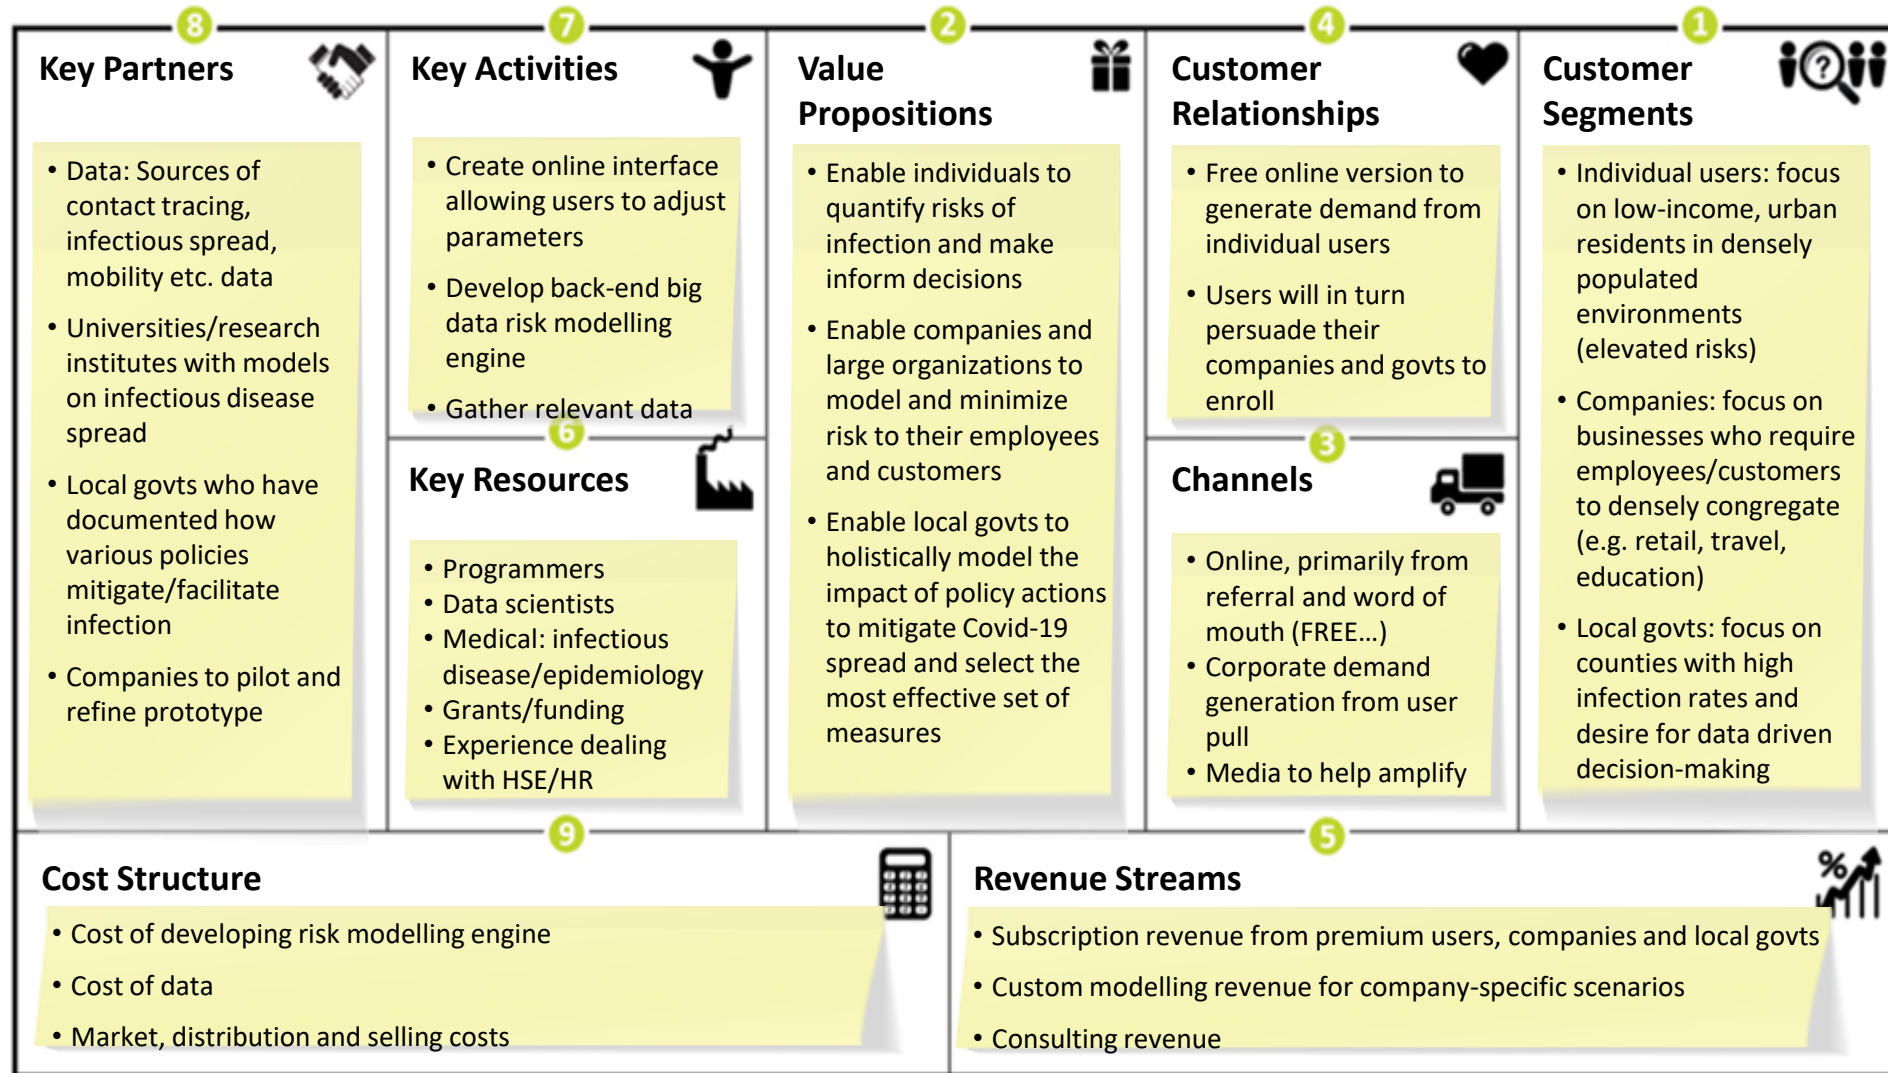 8
Key Partners
• Data: Sources of
contact tracing,
infectious spread,
mobility etc. data
• Universities/research
institutes with models
on infectious disease
spread
• Local govts who have
documented how
various policies
mitigate/facilitate
infection
• Companies to pilot and
refine prototype
7
Key Activities
• Create online interface
allowing users to adjust
parameters
• Develop back-end big
data risk modelling
engine
• Gather relevant data
6
Key Resources
• Programmers
• Data scientists
• Medical: infectious
disease/epidemiology
• Grants/funding
• Experience dealing
with HSE/HR
2
Value
Propositions
• Enable individuals to
quantify risks of
infection and make
inform decisions
• Enable companies and
large organizations to
model and minimize
risk to their employees
and customers
• Enable local govts to
holistically model the
impact of policy actions
to mitigate Covid-19
spread and select the
most effective set of
measures
4
Customer
Relationships
• Free online version to
generate demand from
individual users
• Users will in turn
persuade their
companies and govts to
enroll
3
Channels
• Online, primarily from
referral and word of
mouth (FREE...)
• Corporate demand
generation from user
pull
• Media to help amplify
1
?
Customer
Segments
• Individual users: focus
on low-income, urban
residents in densely
populated
environments
(elevated risks)
• Companies: focus on
businesses who require
employees/customers
to densely congregate
(e.g. retail, travel,
education)
• Local govts: focus on
counties with high
infection rates and
desire for data driven
decision-making
9
Cost Structure
• Cost of developing risk modelling engine
• Cost of data
• Market, distribution and selling costs
5
Revenue Streams
%
• Subscription revenue from premium users, companies and local govts
• Custom modelling revenue for company-specific scenarios
• Consulting revenue